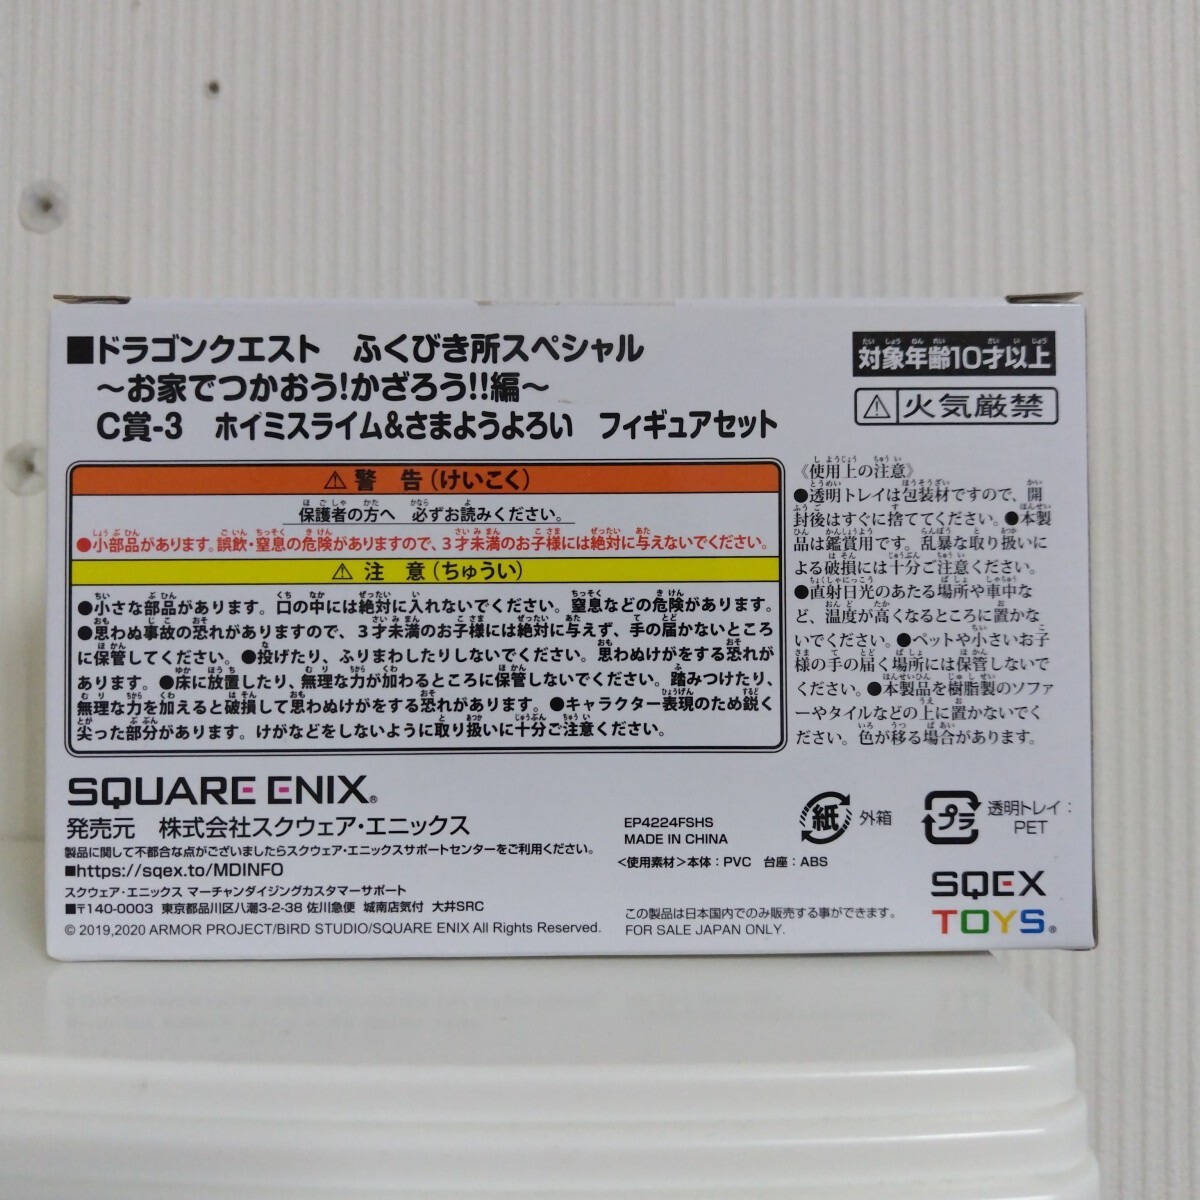 ■ドラゴンクエスト ふくびき所スペシャル
～お家でつかおう!かざろう!!編～
C賞-3 ホイミスライム&さまようよろい フィギュアセット
対象年齢10才以上
⚠火気厳禁
⚠警 告(けいこく)
保護者の方へ 必ずお読みください。
●小部品があります。誤飲・窒息の危険がありますので、3才未満のお子様には絶対に与えないでください。
⚠注 意(ちゅうい)
●小さな部品があります。口の中には絶対に入れないでください。窒息などの危険があります。
●思わぬ事故の恐れがありますので、3才未満のお子様には絶対に与えず、手の届かないところ
に保管してください。●投げたり、ふりまわしたりしないでください。思わぬけがをする恐れが
あります。●床に放置したり、無理な力が加わるところに保管しないでください。踏みつけたり、
無理な力を加えると破損して思わぬけがをする恐れがあります。●キャラクター表現のため鋭く
尖った部分があります。けがなどをしないように取り扱いに十分ご注意ください。
《使用上の注意》
●透明トレイは包装材ですので、開
封後はすぐに捨ててください。●本製
品は鑑賞用です。乱暴な取り扱いに
よる破損には十分ご注意ください。
●直射日光のあたる場所や車中な
ど、温度が高くなるところに置かな
いでください。●ペットや小さいお子
様の手の届く場所には保管しないで
ください。●本製品を樹脂製のソファ
ーやタイルなどの上に置かないでく
ださい。色が移る場合があります。
SQUARE ENIX®
発売元 株式会社スクウェア・エニックス
製品に関して不都合な点がございましたらスクウェア・エニックスサポートセンターをご利用ください。
■https://sqex.to/MDINFO
スクウェア・エニックス マーチャンダイジングカスタマーサポート
■〒140-0003 東京都品川区八潮3-2-38 佐川急便 城南店気付 大井SRC
© 2019,2020 ARMOR PROJECT/BIRD STUDIO/SQUARE ENIX All Rights Reserved.
EP4224FSHS
MADE IN CHINA
<使用素材>本体：PVC 台座：ABS
この製品は日本国内でのみ販売する事ができます。
FOR SALE JAPAN ONLY.
紙 外箱
プラ 透明トレイ：
PET
SQEX
TOYS®